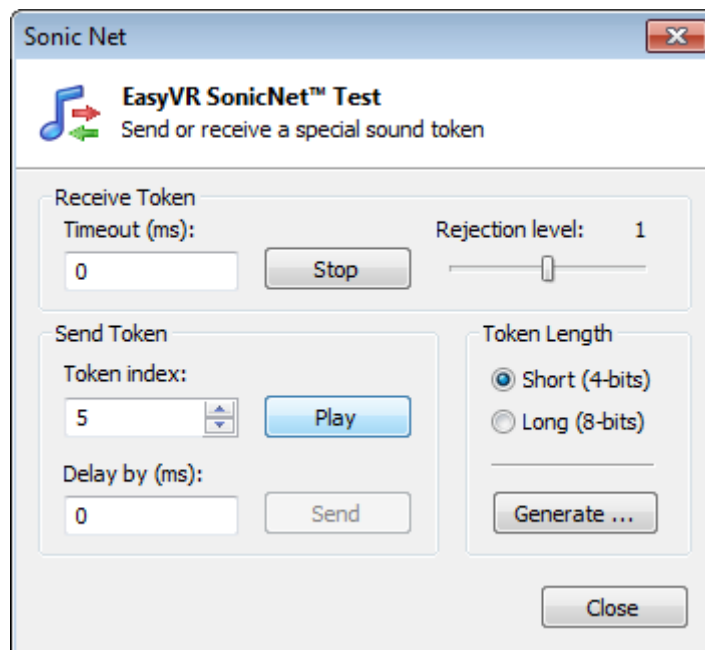 Sonic Net
EasyVR SonicNet™ Test
Send or receive a special sound token
Receive Token
Timeout (ms):
Rejection level: 1
0
Stop
Send Token
Token index:
5
Play
Delay by (ms):
0
Send
Token Length
Short (4-bits)
Long (8-bits)
Generate ...
Close